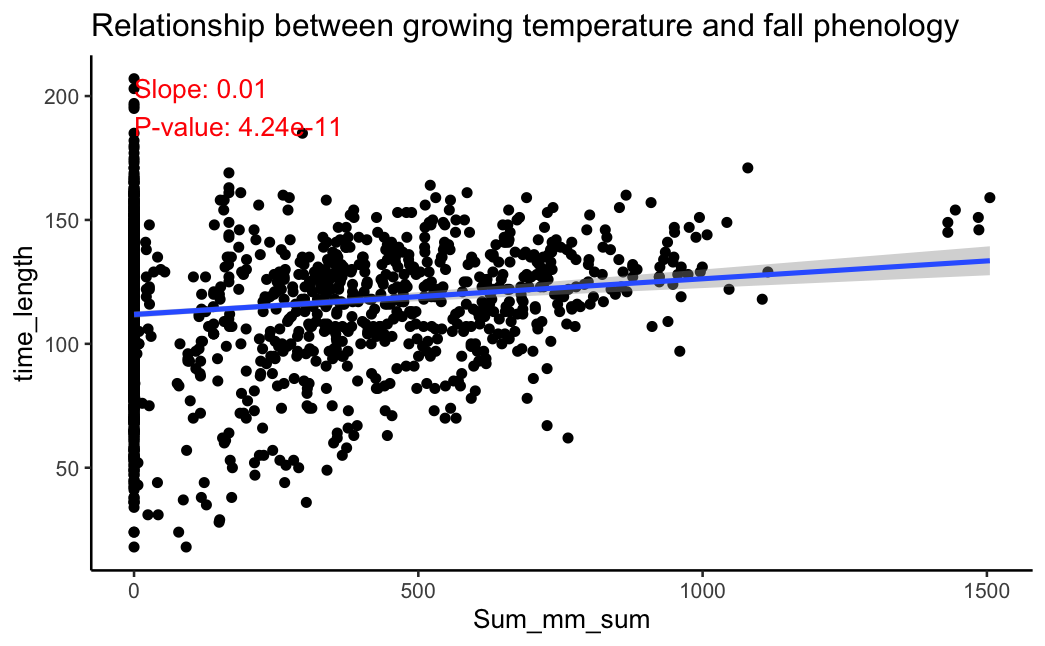 Relationship between growing temperature and fall phenology
Slope: 0.01
P-value: 4.24e-11
200
150
100
50
time_length
0
500
1000
1500
Sum_mm_sum